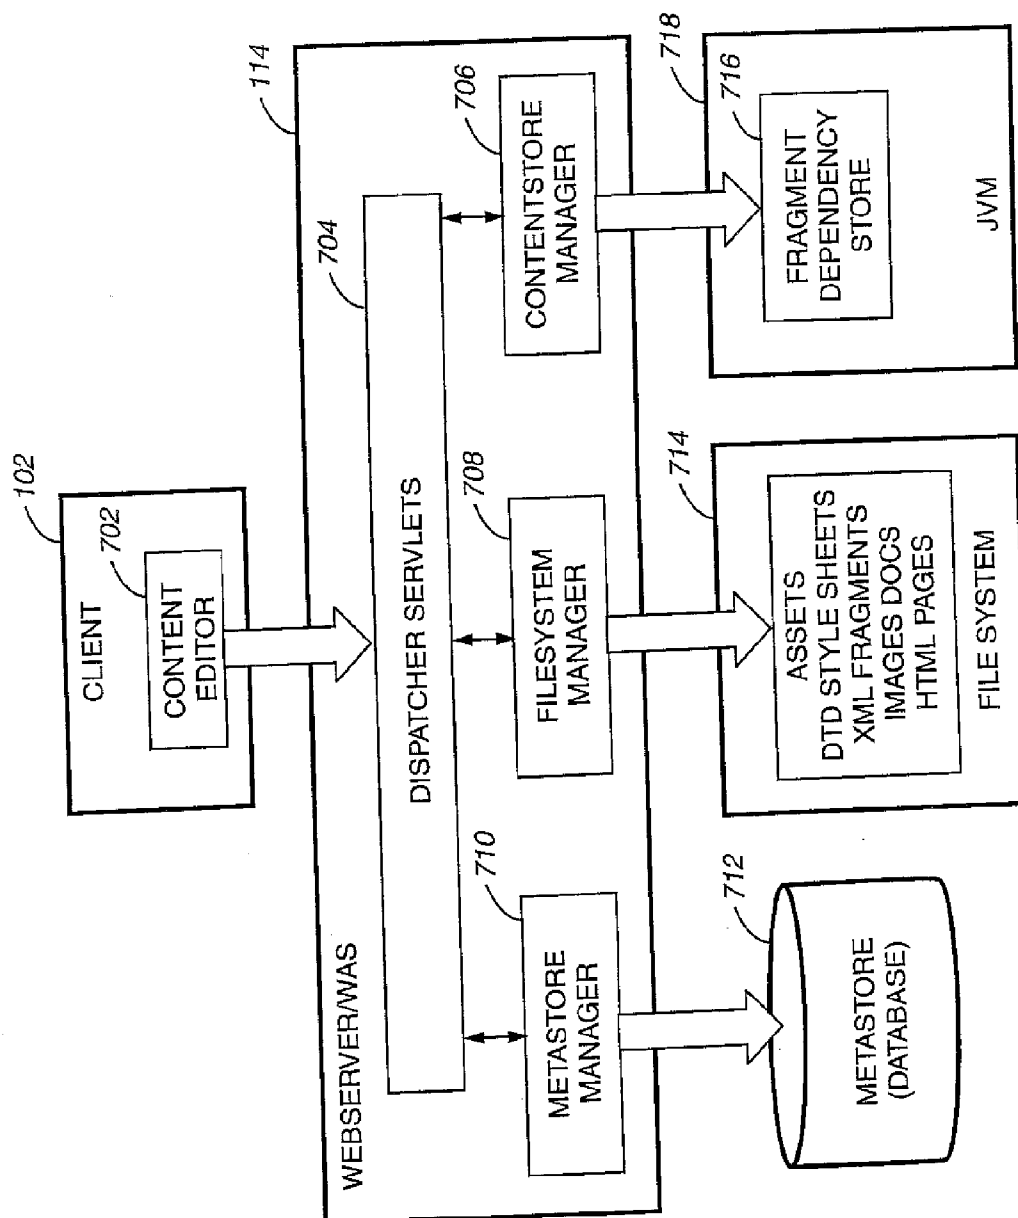 102
CLIENT
702
CONTENT
EDITOR
114
WEBSERVER/WAS
704
DISPATCHER SERVLETS
710
METASTORE
MANAGER
708
FILESYSTEM
MANAGER
706
CONTENTSTORE
MANAGER
712
METASTORE
(DATABASE)
714
ASSETS
DTD STYLE SHEETS
XML FRAGMENTS
IMAGES DOCS
HTML PAGES
FILE SYSTEM
718
716
FRAGMENT
DEPENDENCY
STORE
JVM